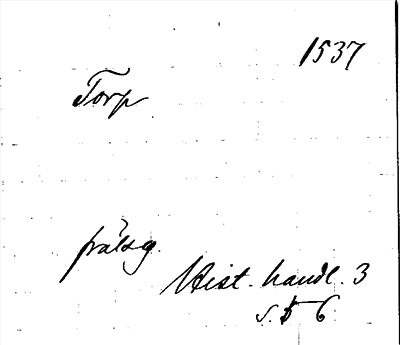 1537
Torp
frälsg.
Hist. handl. 3
s. 56